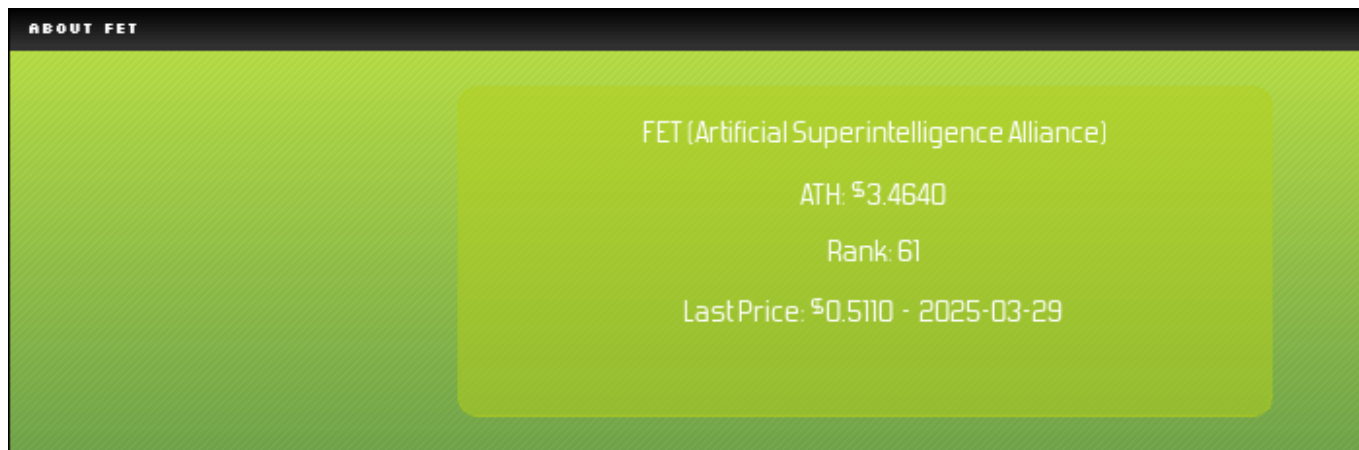 ABOUT FET
FET (Artificial Superintelligence Alliance)
ATH: $3.4640
Rank: 61
Last Price: $0.5110 - 2025-03-29